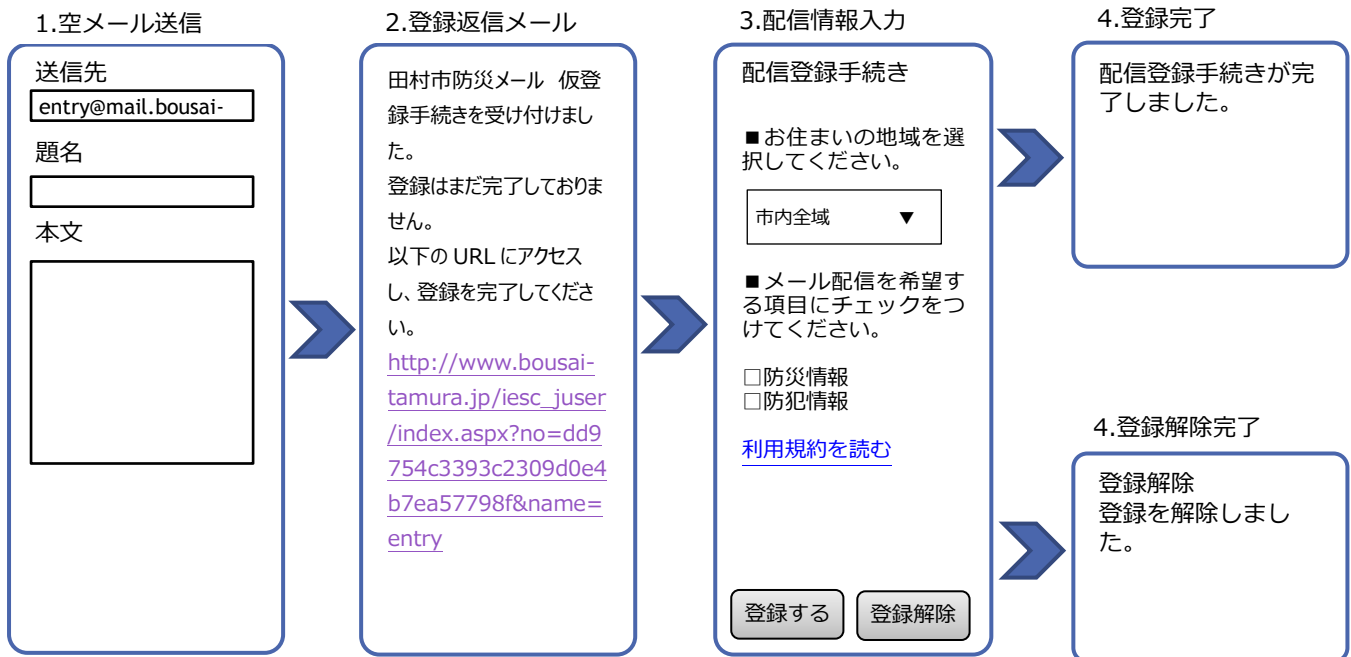 1.空メール送信
送信先
entry@mail.bousai-
題名
本文
2.登録返信メール
田村市防災メール 仮登
録手続きを受け付けまし
た。
登録はまだ完了しておりま
せん。
以下の URL にアクセス
し、登録を完了してくださ
い。
http://www.bousai-
tamura.jp/iesc_juser
/index.aspx?no=dd9
754c3393c2309d0e4
b7ea57798f&name=
entry
3.配信情報入力
配信登録手続き
■お住まいの地域を選
択してください。
市内全域 ▼
■メール配信を希望す
る項目にチェックをつ
けてください。
□防災情報
□防犯情報
利用規約を読む
登録する 登録解除
4.登録完了
配信登録手続きが完
了しました。
4.登録解除完了
登録解除
登録を解除しまし
た。